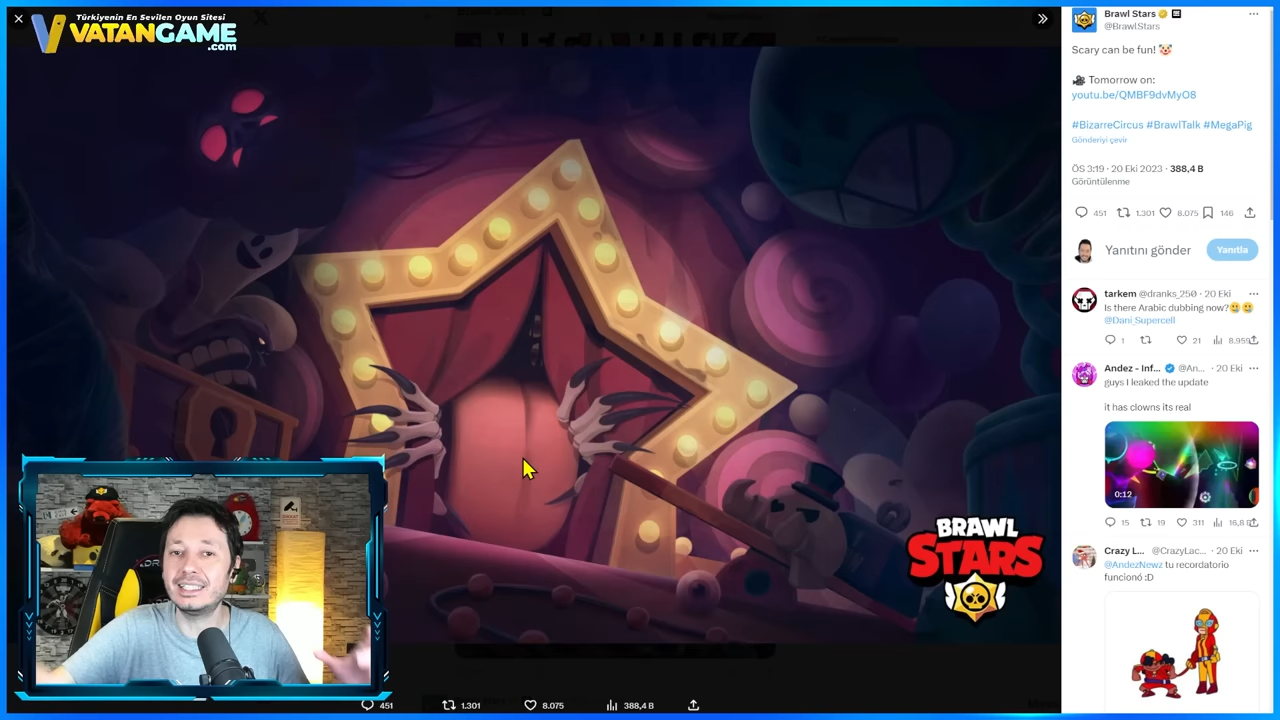 Türkiyenin En Sevilen Oyun Sitesi
VATANGAME
.com
BRAWL
STARS
451
1.301
8.075
388,4 B
Brawl Stars
@BrawlStars
Scary can be fun! 🤡
🎥 Tomorrow on:
youtu.be/QMBF9dvMyO8
#BizarreCircus #BrawlTalk #MegaPig
Gönderiyi çevir
ÖS 3:19 · 20 Eki 2023 · 388,4 B
Görüntülenme
451 1.301 8.075 146
Yanıtını gönder
Yanıtla
tarkem @dranks_250 · 20 Eki
Is there Arabic dubbing now?🥲🥲
@Dani_Supercell
1 21 8.959
Andez - Inf... @An... · 20 Eki
guys I leaked the update
it has clowns its real
0:12
15 19 311 16,8
Crazy L... @CrazyLac... · 20 Eki
@AndezNewz tu recordatorio
funcionó :D